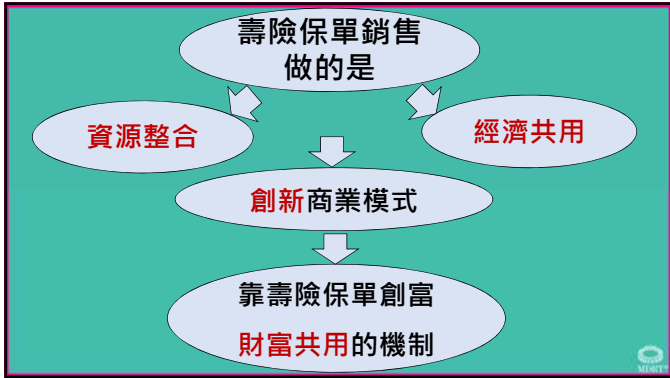 壽險保單銷售
做的是
資源整合
經濟共用
創新商業模式
靠壽險保單創富
財富共用的機制
MDRT